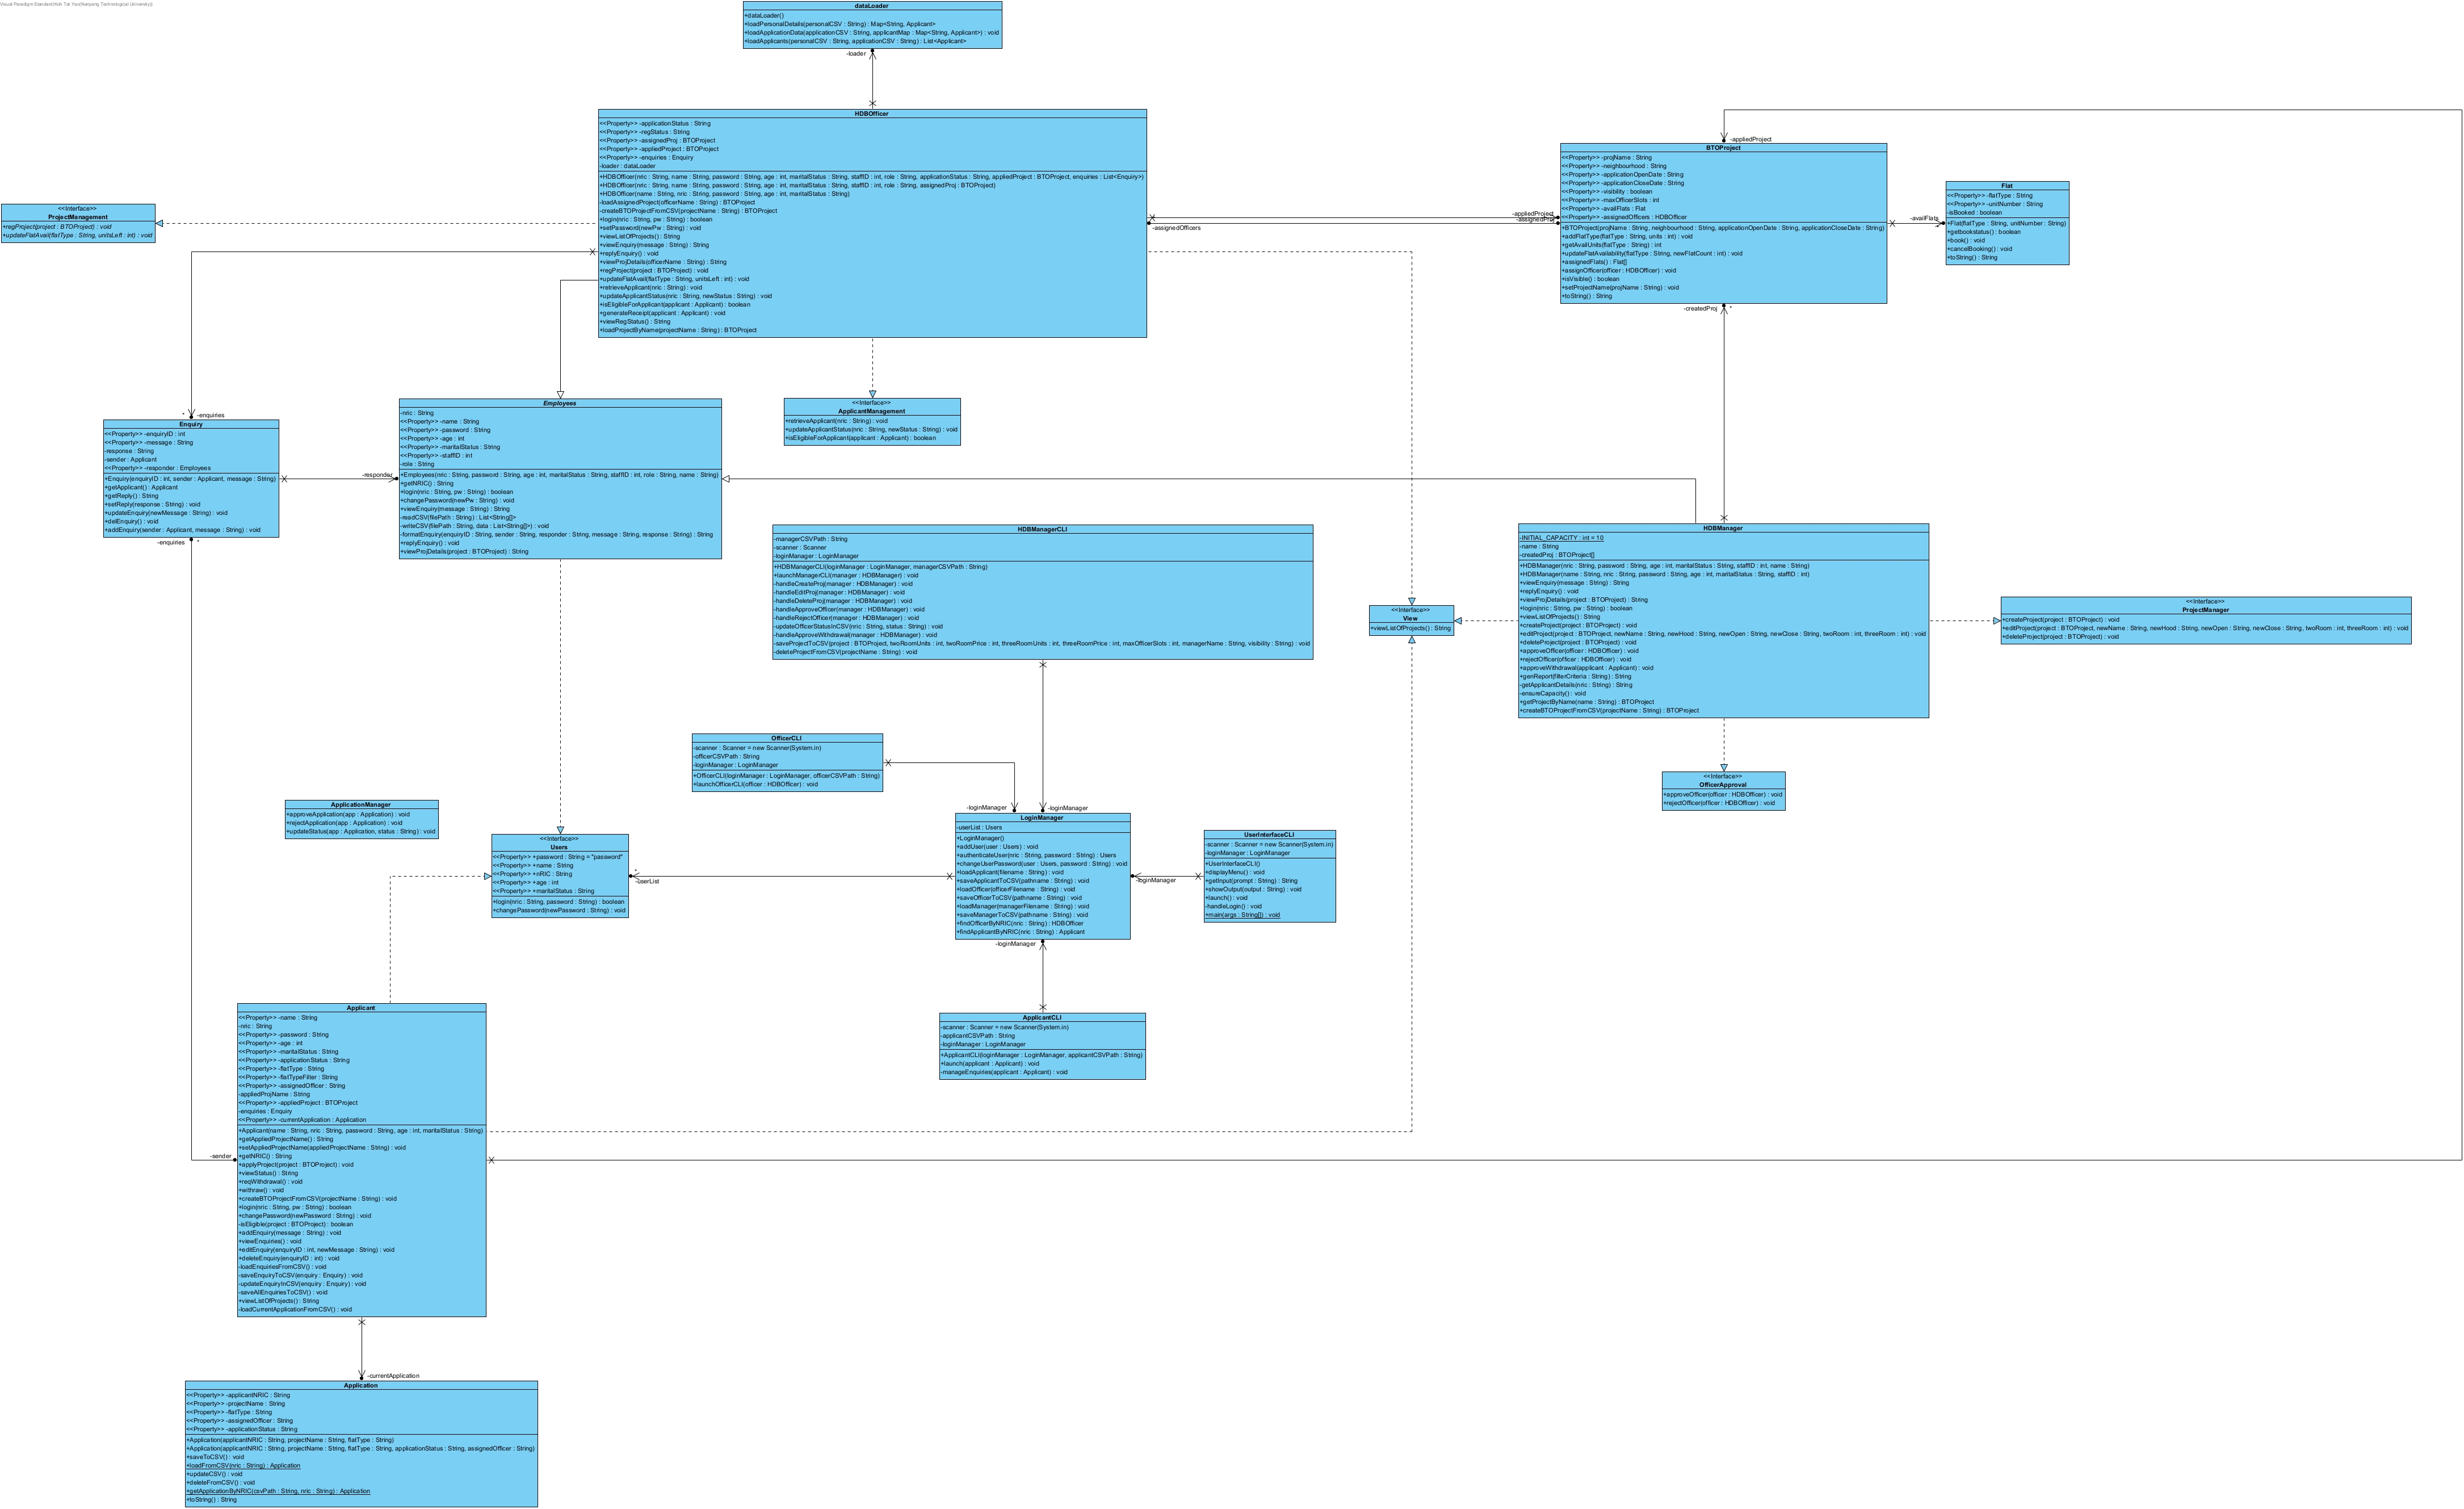 Visual Paradigm Standard(Hoh Tze Yao(Nanyang Technological University))
dataLoader
+dataLoader()
+loadPersonalDetails(personalCSV : String) : Map<String, Applicant>
+loadApplicationData(applicationCSV : String, applicantMap : Map<String, Applicant>) : void
+loadApplicants(personalCSV : String, applicationCSV : String) : List<Applicant>
-loader
HDBOfficer
<<Property>> -applicationStatus : String
<<Property>> -regStatus : String
<<Property>> -assignedProj : BTOProject
<<Property>> -appliedProject : BTOProject
<<Property>> -enquiries : Enquiry
-loader : dataLoader
+HDBOfficer(nric : String, name : String, password : String, age : int, maritalStatus : String, staffID : int, role : String, applicationStatus : String, appliedProject : BTOProject, enquiries : List<Enquiry>)
+HDBOfficer(nric : String, name : String, password : String, age : int, maritalStatus : String, staffID : int, role : String, assignedProj : BTOProject)
+HDBOfficer(name : String, nric : String, password : String, age : int, maritalStatus : String)
-loadAssignedProject(officerName : String) : BTOProject
-createBTOProjectFromCSV(projectName : String) : BTOProject
+login(nric : String, pw : String) : boolean
+setPassword(newPw : String) : void
+viewListOfProjects() : String
+viewEnquiry(message : String) : String
+replyEnquiry() : void
+viewProjDetails(officerName : String) : String
+regProject(project : BTOProject) : void
+updateFlatAvail(flatType : String, unitsLeft : int) : void
+retrieveApplicant(nric : String) : void
+updateApplicantStatus(nric : String, newStatus : String) : void
+isEligibleForApplicant(applicant : Applicant) : boolean
+generateReceipt(applicant : Applicant) : void
+viewRegStatus() : String
+loadProjectByName(projectName : String) : BTOProject
-appliedProject
-assignedProj
-assignedOfficers
-appliedProject
BTOProject
<<Property>> -projName : String
<<Property>> -neighbourhood : String
<<Property>> -applicationOpenDate : String
<<Property>> -applicationCloseDate : String
<<Property>> -visibility : boolean
<<Property>> -maxOfficerSlots : int
<<Property>> -availFlats : Flat
<<Property>> -assignedOfficers : HDBOfficer
+BTOProject(projName : String, neighbourhood : String, applicationOpenDate : String, applicationCloseDate : String)
+addFlatType(flatType : String, units : int) : void
+getAvailUnits(flatType : String) : int
+updateFlatAvailability(flatType : String, newFlatCount : int) : void
+assignedFlats() : Flat[]
+assignOfficer(officer : HDBOfficer) : void
+isVisible() : boolean
+setProjectName(projName : String) : void
+toString() : String
-availFlats
*
Flat
<<Property>> -flatType : String
<<Property>> -unitNumber : String
-isBooked : boolean
+Flat(flatType : String, unitNumber : String)
+getbookstatus() : boolean
+book() : void
+cancelBooking() : void
+toString() : String
-createdProj
*
<<Interface>>
ProjectManagement
+regProject(project : BTOProject) : void
+updateFlatAvail(flatType : String, unitsLeft : int) : void
*
-enquiries
Enquiry
<<Property>> -enquiryID : int
<<Property>> -message : String
-response : String
-sender : Applicant
<<Property>> -responder : Employees
+Enquiry(enquiryID : int, sender : Applicant, message : String)
+getApplicant() : Applicant
+getReply() : String
+setReply(response : String) : void
+updateEnquiry(newMessage : String) : void
+delEnquiry() : void
+addEnquiry(sender : Applicant, message : String) : void
-enquiries
*
-responder
Employees
-nric : String
<<Property>> -name : String
<<Property>> -password : String
<<Property>> -age : int
<<Property>> -maritalStatus : String
<<Property>> -staffID : int
-role : String
+Employees(nric : String, password : String, age : int, maritalStatus : String, staffID : int, role : String, name : String)
+getNRIC() : String
+login(nric : String, pw : String) : boolean
+changePassword(newPw : String) : void
+viewEnquiry(message : String) : String
-readCSV(filePath : String) : List<String[]>
-writeCSV(filePath : String, data : List<String[]>) : void
-formatEnquiry(enquiryID : String, sender : String, responder : String, message : String, response : String) : String
+replyEnquiry() : void
+viewProjDetails(project : BTOProject) : String
<<Interface>>
ApplicantManagement
+retrieveApplicant(nric : String) : void
+updateApplicantStatus(nric : String, newStatus : String) : void
+isEligibleForApplicant(applicant : Applicant) : boolean
HDBManagerCLI
-managerCSVPath : String
-scanner : Scanner
-loginManager : LoginManager
+HDBManagerCLI(loginManager : LoginManager, managerCSVPath : String)
+launchManagerCLI(manager : HDBManager) : void
-handleCreateProj(manager : HDBManager) : void
-handleEditProj(manager : HDBManager) : void
-handleDeleteProj(manager : HDBManager) : void
-handleApproveOfficer(manager : HDBManager) : void
-handleRejectOfficer(manager : HDBManager) : void
-updateOfficerStatusInCSV(nric : String, status : String) : void
-handleApproveWithdrawal(manager : HDBManager) : void
-saveProjectToCSV(project : BTOProject, twoRoomUnits : int, twoRoomPrice : int, threeRoomUnits : int, threeRoomPrice : int, maxOfficerSlots : int, managerName : String, visibility : String) : void
-deleteProjectFromCSV(projectName : String) : void
<<Interface>>
View
+viewListOfProjects() : String
HDBManager
-INITIAL_CAPACITY : int = 10
-name : String
-createdProj : BTOProject[]
+HDBManager(nric : String, password : String, age : int, maritalStatus : String, staffID : int, name : String)
+HDBManager(name : String, nric : String, password : String, age : int, maritalStatus : String, staffID : int)
+viewEnquiry(message : String) : String
+replyEnquiry() : void
+viewProjDetails(project : BTOProject) : String
+login(nric : String, pw : String) : boolean
+viewListOfProjects() : String
+createProject(project : BTOProject) : void
+editProject(project : BTOProject, newName : String, newHood : String, newOpen : String, newClose : String, twoRoom : int, threeRoom : int) : void
+deleteProject(project : BTOProject) : void
+approveOfficer(officer : HDBOfficer) : void
+rejectOfficer(officer : HDBOfficer) : void
+approveWithdrawal(applicant : Applicant) : void
+genReport(filterCriteria : String) : String
-getApplicantDetails(nric : String) : String
-ensureCapacity() : void
+getProjectByName(name : String) : BTOProject
+createBTOProjectFromCSV(projectName : String) : BTOProject
<<Interface>>
ProjectManager
+createProject(project : BTOProject) : void
+editProject(project : BTOProject, newName : String, newHood : String, newOpen : String, newClose : String, twoRoom : int, threeRoom : int) : void
+deleteProject(project : BTOProject) : void
<<Interface>>
OfficerApproval
+approveOfficer(officer : HDBOfficer) : void
+rejectOfficer(officer : HDBOfficer) : void
OfficerCLI
-scanner : Scanner = new Scanner(System.in)
-officerCSVPath : String
-loginManager : LoginManager
+OfficerCLI(loginManager : LoginManager, officerCSVPath : String)
+launchOfficerCLI(officer : HDBOfficer) : void
ApplicationManager
+approveApplication(app : Application) : void
+rejectApplication(app : Application) : void
+updateStatus(app : Application, status : String) : void
<<Interface>>
Users
<<Property>> +password : String = "password"
<<Property>> +name : String
<<Property>> +nRIC : String
<<Property>> +age : int
<<Property>> +maritalStatus : String
+login(nric : String, password : String) : boolean
+changePassword(newPassword : String) : void
*
-userList
-loginManager
-loginManager
LoginManager
-userList : Users
+LoginManager()
+addUser(user : Users) : void
+authenticateUser(nric : String, password : String) : Users
+changeUserPassword(user : Users, password : String) : void
+loadApplicant(filename : String) : void
+saveApplicantToCSV(pathname : String) : void
+loadOfficer(officerFilename : String) : void
+saveOfficerToCSV(pathname : String) : void
+loadManager(managerFilename : String) : void
+saveManagerToCSV(pathname : String) : void
+findOfficerByNRIC(nric : String) : HDBOfficer
+findApplicantByNRIC(nric : String) : Applicant
-loginManager
-loginManager
UserInterfaceCLI
-scanner : Scanner = new Scanner(System.in)
-loginManager : LoginManager
+UserInterfaceCLI()
+displayMenu() : void
+getInput(prompt : String) : String
+showOutput(output : String) : void
+launch() : void
-handleLogin() : void
+main(args : String[]) : void
ApplicantCLI
-scanner : Scanner = new Scanner(System.in)
-applicantCSVPath : String
-loginManager : LoginManager
+ApplicantCLI(loginManager : LoginManager, applicantCSVPath : String)
+launch(applicant : Applicant) : void
-manageEnquiries(applicant : Applicant) : void
-sender
Applicant
<<Property>> -name : String
-nric : String
<<Property>> -password : String
<<Property>> -age : int
<<Property>> -maritalStatus : String
<<Property>> -applicationStatus : String
<<Property>> -flatType : String
<<Property>> -flatTypeFilter : String
<<Property>> -assignedOfficer : String
-appliedProjName : String
<<Property>> -appliedProject : BTOProject
-enquiries : Enquiry
<<Property>> -currentApplication : Application
+Applicant(name : String, nric : String, password : String, age : int, maritalStatus : String)
+getAppliedProjectName() : String
+setAppliedProjectName(appliedProjectName : String) : void
+getNRIC() : String
+applyProject(project : BTOProject) : void
+viewStatus() : String
+reqWithdrawal() : void
+withraw() : void
+createBTOProjectFromCSV(projectName : String) : void
+login(nric : String, pw : String) : boolean
+changePassword(newPassword : String) : void
-isEligible(project : BTOProject) : boolean
+addEnquiry(message : String) : void
+viewEnquiries() : void
+editEnquiry(enquiryID : int, newMessage : String) : void
+deleteEnquiry(enquiryID : int) : void
-loadEnquiriesFromCSV() : void
-saveEnquiryToCSV(enquiry : Enquiry) : void
-updateEnquiryInCSV(enquiry : Enquiry) : void
-saveAllEnquiriesToCSV() : void
+viewListOfProjects() : String
-loadCurrentApplicationFromCSV() : void
-currentApplication
Application
<<Property>> -applicantNRIC : String
<<Property>> -projectName : String
<<Property>> -flatType : String
<<Property>> -assignedOfficer : String
<<Property>> -applicationStatus : String
+Application(applicantNRIC : String, projectName : String, flatType : String)
+Application(applicantNRIC : String, projectName : String, flatType : String, applicationStatus : String, assignedOfficer : String)
+saveToCSV() : void
+loadFromCSV(nric : String) : Application
+updateCSV() : void
+deleteFromCSV() : void
+getApplicationByNRIC(csvPath : String, nric : String) : Application
+toString() : String